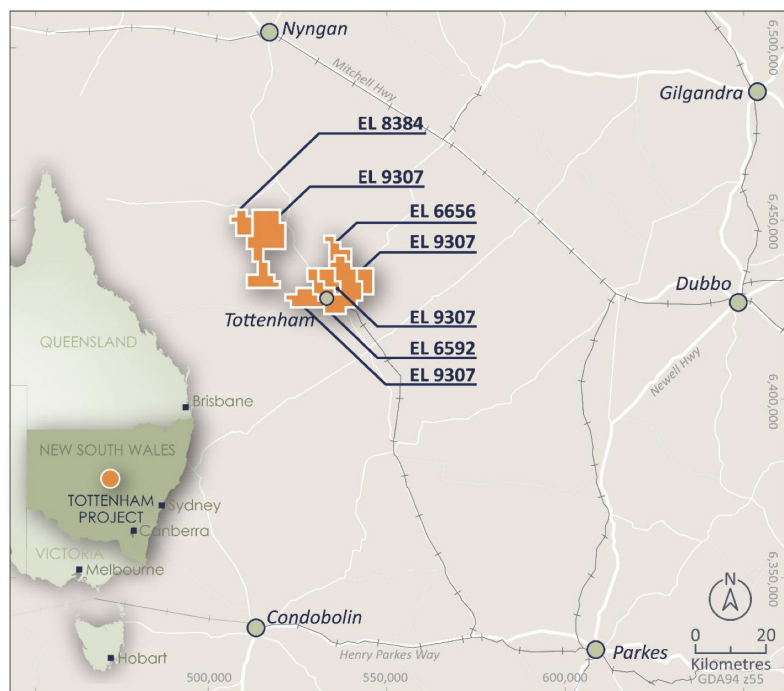 Nyngan
Mitchell Hwy
Gilgandra
6,500,000
EL 8384
EL 9307
EL 6656
EL 9307
6,450,000
Dubbo
EL 9307
Tottenham
EL 6592
EL 9307
Newell Hwy
6,400,000
QUEENSLAND
Brisbane
NEW SOUTH WALES
TOTTENHAM
PROJECT
Sydney
Canberra
VICTORIA
Melbourne
Hobart
6,350,000
Condobolin
Henry Parkes Way
Parkes
N
0 20
Kilometres
GDA94 z55
500,000
550,000
600,000